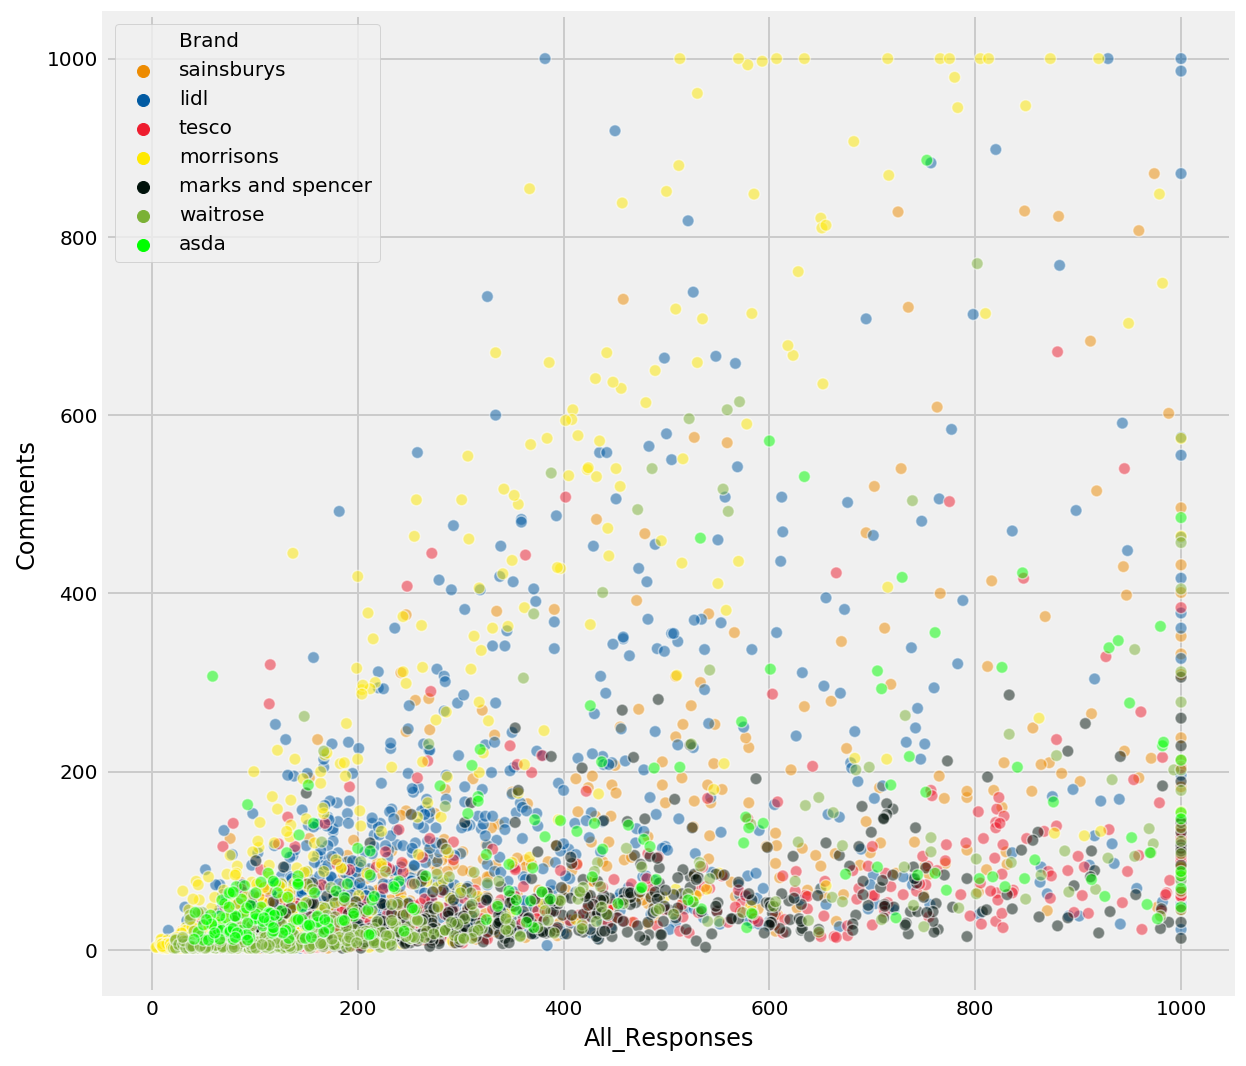 Brand
sainsburys
lidl
tesco
morrisons
marks and spencer
waitrose
asda
1000
800
600
400
200
0
Comments
0 200 400 600 800 1000
All_Responses